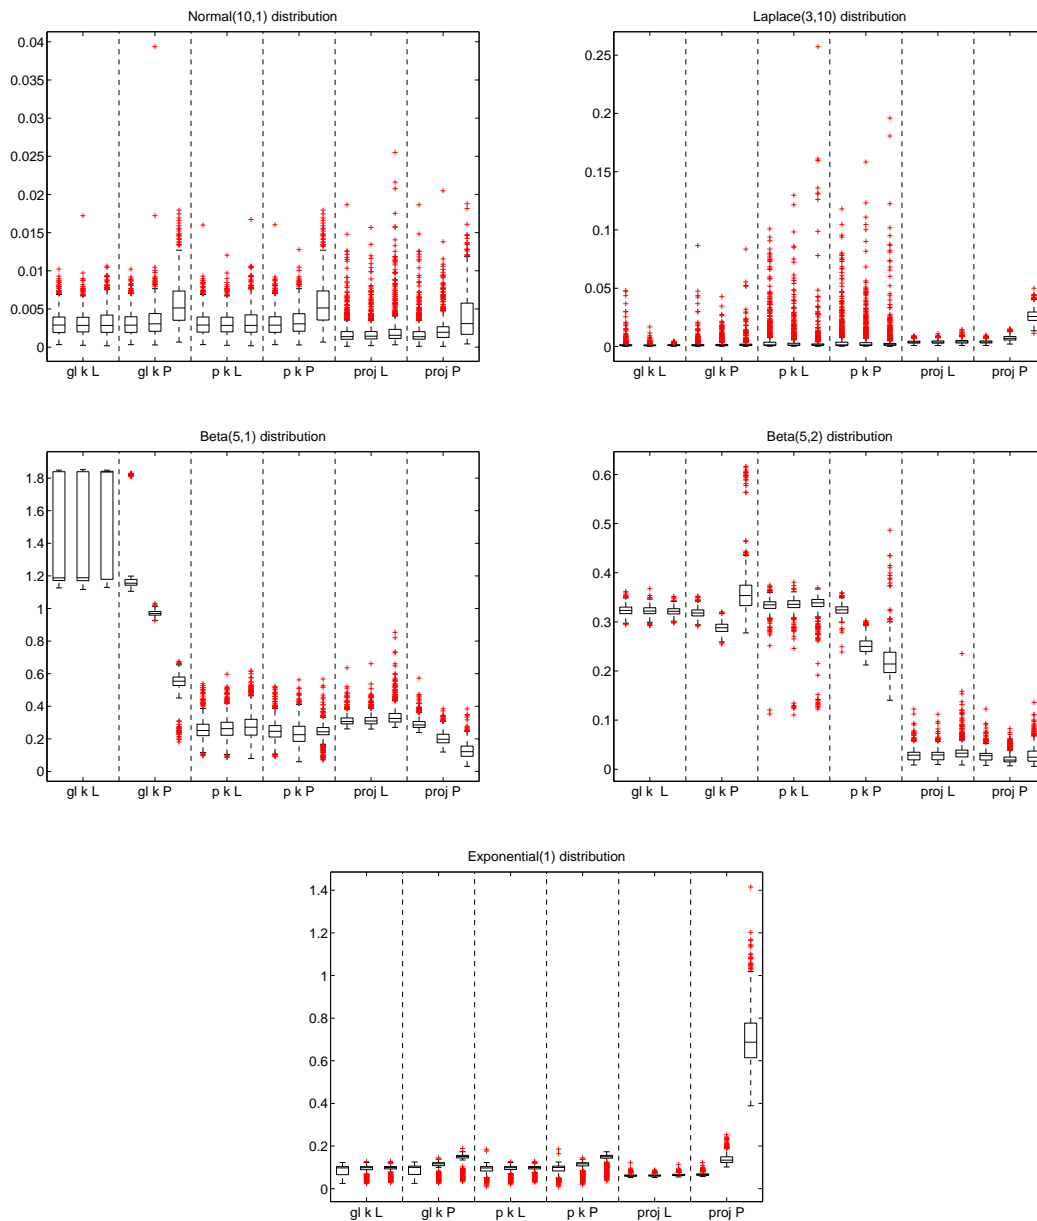 Normal(10,1) distribution
0.04
0.035
0.03
0.025
0.02
0.015
0.01
0.005
0
gl k L
gl k P
p k L
p k P
proj L
proj P
Laplace(3,10) distribution
0.25
0.2
0.15
0.1
0.05
0
gl k L
gl k P
p k L
p k P
proj L
proj P
Beta(5,1) distribution
1.8
1.6
1.4
1.2
1
0.8
0.6
0.4
0.2
0
gl k L
gl k P
p k L
p k P
proj L
proj P
Beta(5,2) distribution
0.6
0.5
0.4
0.3
0.2
0.1
0
gl k L
gl k P
p k L
p k P
proj L
proj P
Exponential(1) distribution
1.4
1.2
1
0.8
0.6
0.4
0.2
0
gl k L
gl k P
p k L
p k P
proj L
proj P